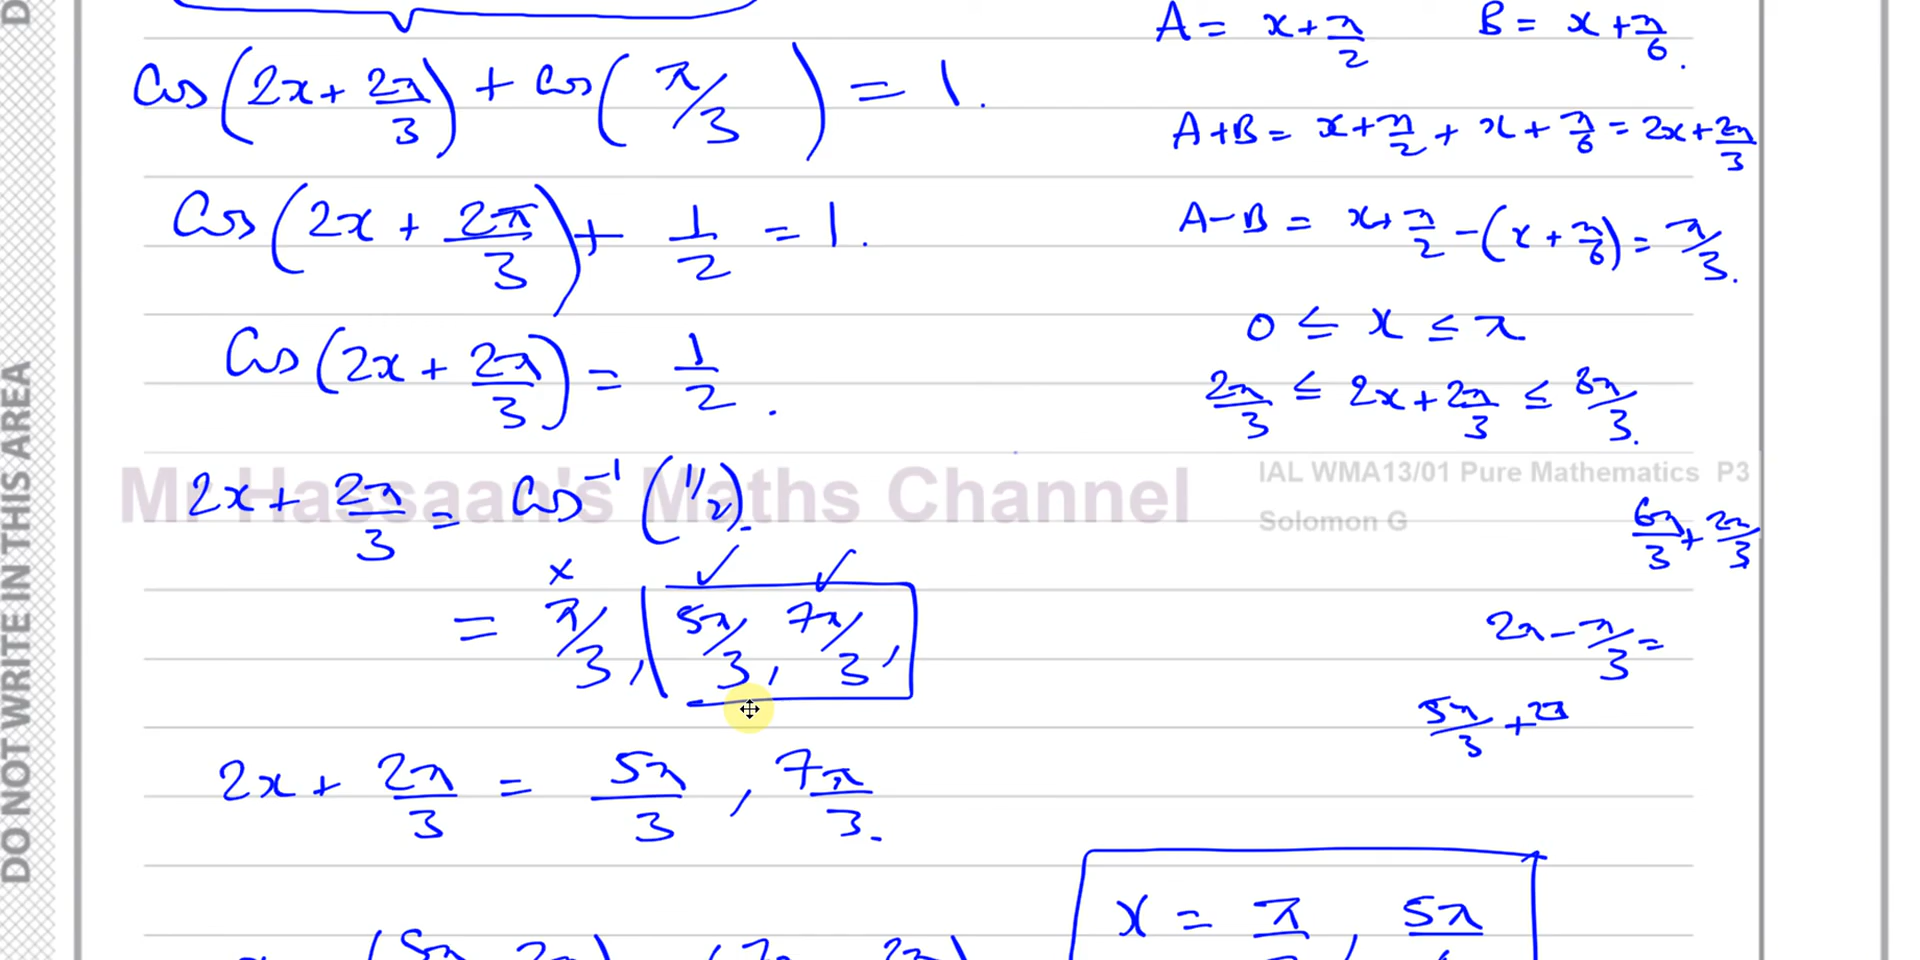 A = x + π/2   B = x + π/6.
Cos(2x + 2π/3) + Cos(π/3) = 1.
A+B = x + π/2 + x + π/6 = 2x + 2π/3
Cos(2x + 2π/3) + 1/2 = 1.
A-B = x + π/2 - (x + π/6) = π/3.
0 ≤ x ≤ π
Cos(2x + 2π/3) = 1/2.
2π/3 ≤ 2x + 2π/3 ≤ 8π/3.
Mr Hassaan's Maths Channel
IAL WMA13/01 Pure Mathematics P3
Solomon G
2x + 2π/3 = Cos⁻¹(1/2).
6π/3 + 2π/3
x ✓ ✓
= π/3, 5π/3, 7π/3,
2π - π/3 =
5π/3 + 2π
2x + 2π/3 = 5π/3, 7π/3.
x = π , 5π
DO NOT WRITE IN THIS AREA